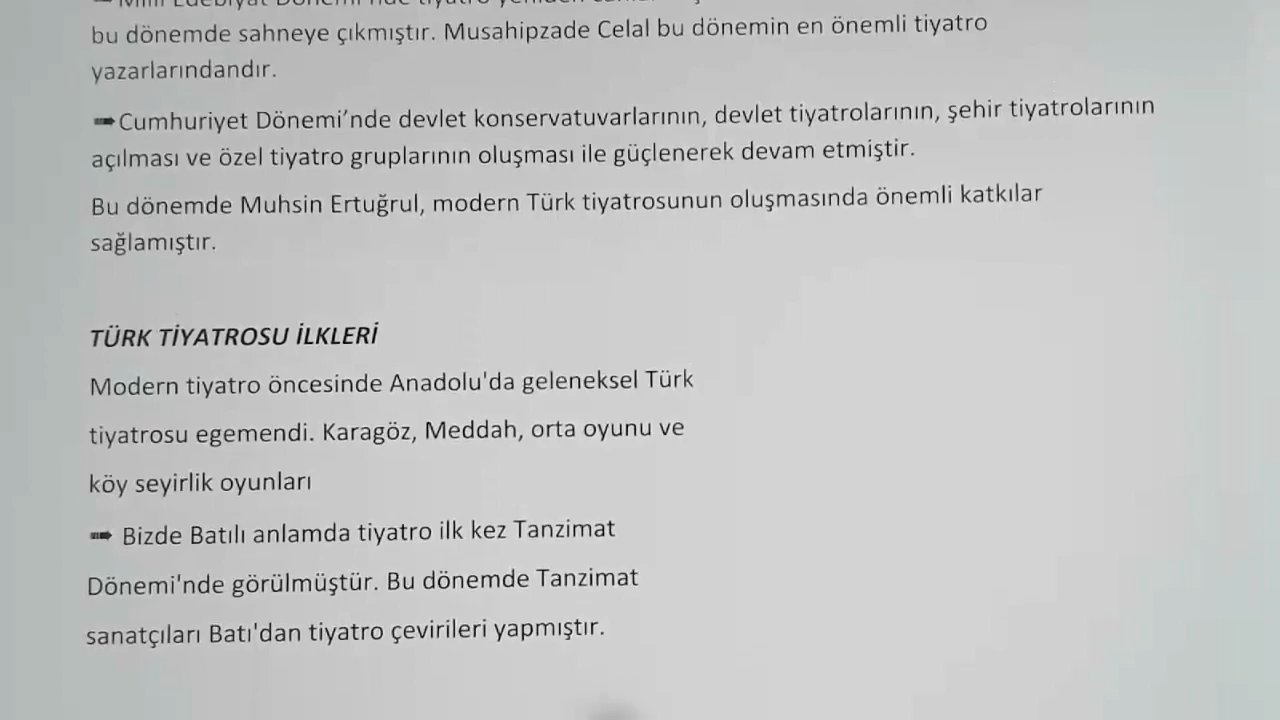 bu dönemde sahneye çıkmıştır. Musahipzade Celal bu dönemin en önemli tiyatro
yazarlarındandır.
➡Cumhuriyet Dönemi’nde devlet konservatuvarlarının, devlet tiyatrolarının, şehir tiyatrolarının
açılması ve özel tiyatro gruplarının oluşması ile güçlenerek devam etmiştir.
Bu dönemde Muhsin Ertuğrul, modern Türk tiyatrosunun oluşmasında önemli katkılar
sağlamıştır.
TÜRK TİYATROSU İLKLERİ
Modern tiyatro öncesinde Anadolu'da geleneksel Türk
tiyatrosu egemendi. Karagöz, Meddah, orta oyunu ve
köy seyirlik oyunları
➡ Bizde Batılı anlamda tiyatro ilk kez Tanzimat
Dönemi'nde görülmüştür. Bu dönemde Tanzimat
sanatçıları Batı'dan tiyatro çevirileri yapmıştır.